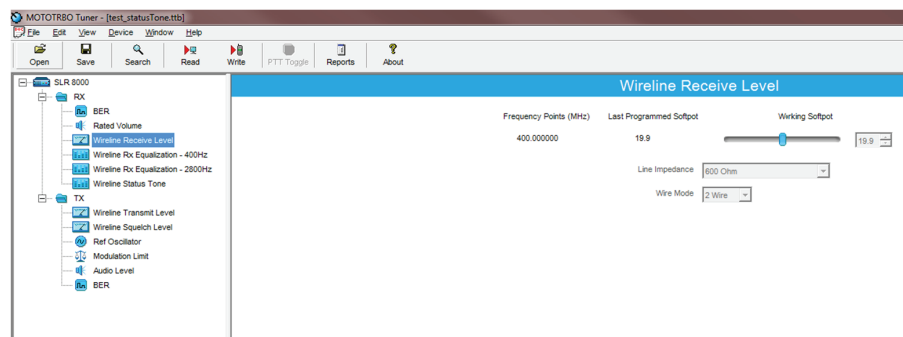 MOTOTRBO Tuner - [test_statusTone.ttb]
File Edit View Device Window Help
Open Save Search Read Write PTT Toggle Reports About
SLR 8000
RX
BER
Rated Volume
Wireline Receive Level
Wireline Rx Equalization - 400Hz
Wireline Rx Equalization - 2800Hz
Wireline Status Tone
TX
Wireline Transmit Level
Wireline Squelch Level
Ref Oscillator
Modulation Limit
Audio Level
BER
Wireline Receive Level
Frequency Points (MHz) Last Programmed Softpot Wirking Softpot
400.000000 19.9 19.9
Line Impedance 600 Ohm
Wire Mode 2 Wire